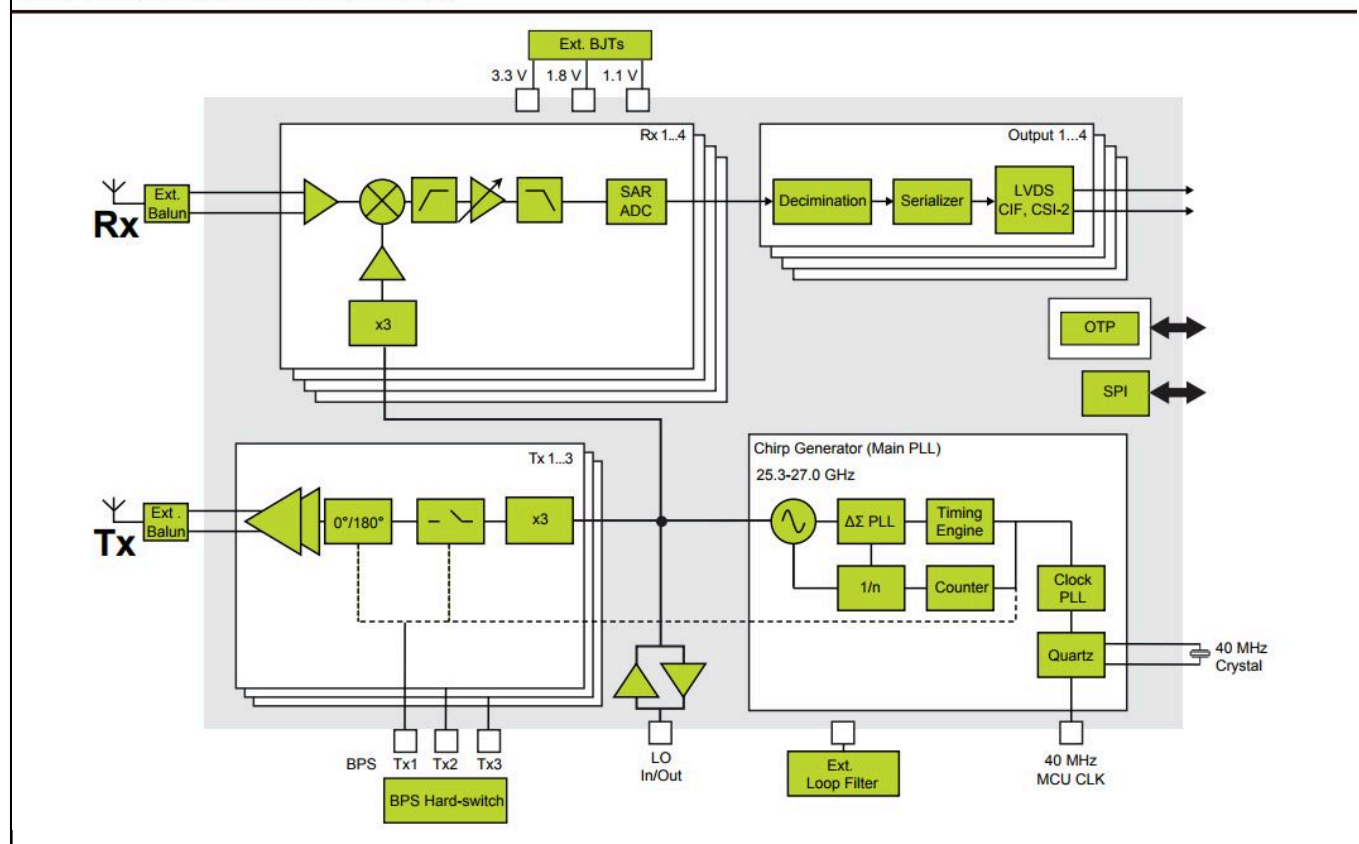 Ext. BJTs
3.3 V
1.8 V
1.1 V
Rx 1...4
Output 1...4
Ext.
Balun
Rx
SAR
ADC
Decimination
Serializer
LVDS
CIF, CSI-2
x3
OTP
SPI
Tx 1...3
Chirp Generator (Main PLL)
25.3-27.0 GHz
Ext .
Balun
Tx
0°/180°
x3
ΔΣ PLL
Timing
Engine
1/n
Counter
Clock
PLL
Quartz
40 MHz
Crystal
BPS
Tx1
Tx2
Tx3
BPS Hard-switch
LO
In/Out
Ext.
Loop Filter
40 MHz
MCU CLK